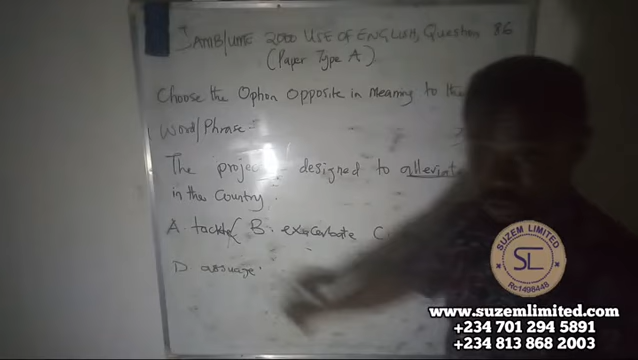 JAMB/UME 2000 USE OF ENGLISH, Question 86
(Paper Type A)
Choose the Option Opposite in Meaning to the
Word/Phrase
The project designed to alleviate
in the Country.
A. tackle B. exacerbate C.
D. assuage.
SUZEM LIMITED
SL
Rc1498448
www.suzemlimited.com
+234 701 294 5891
+234 813 868 2003